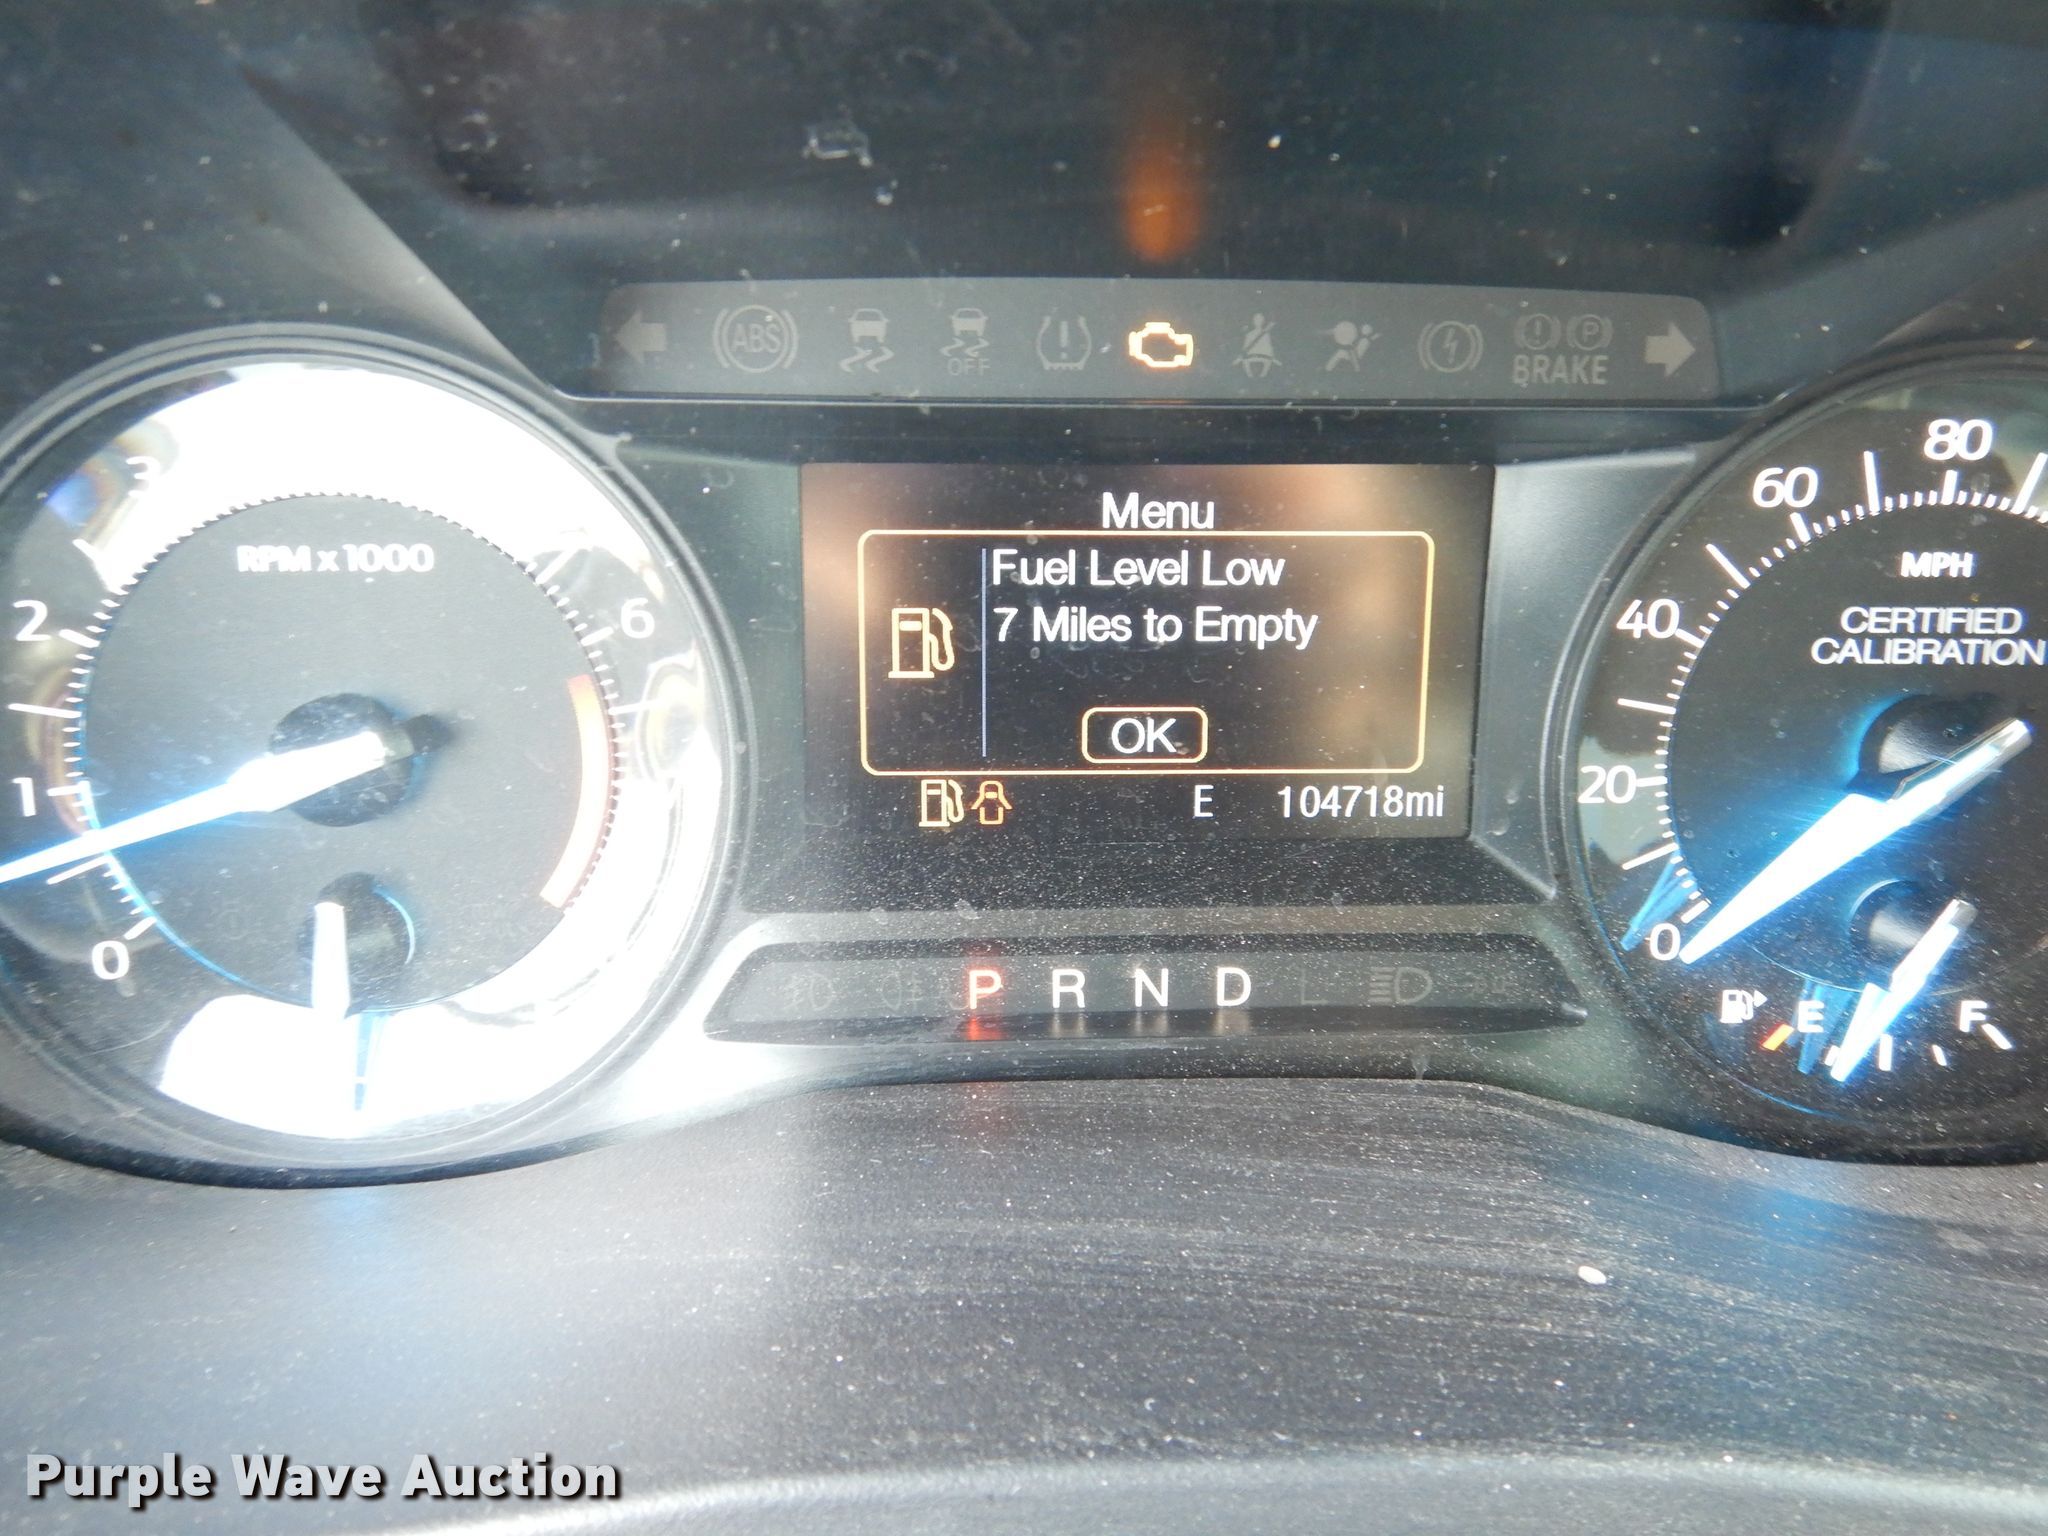 ABS
OFF
BRAKE
Menu
Fuel Level Low
7 Miles to Empty
OK
E 104718mi
3
RPM x 1000
2
6
1
0
80
60
MPH
40
CERTIFIED
CALIBRATION
20
0
E
F
P R N D L
Purple Wave Auction